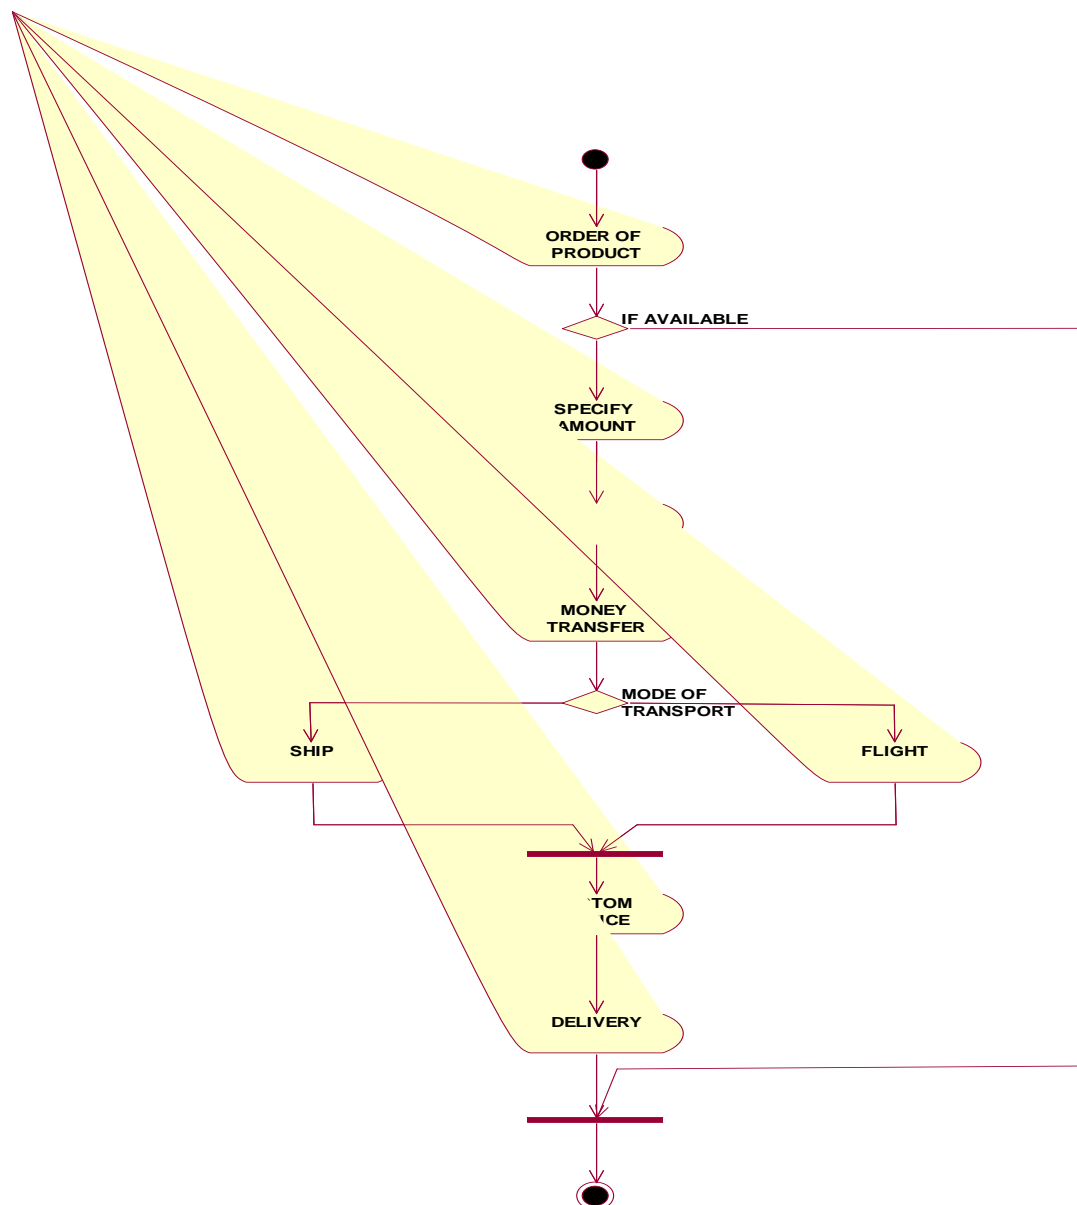 ORDER OF
PRODUCT
IF AVAILABLE
SPECIFY
AMOUNT
MONEY
TRANSFER
MODE OF
TRANSPORT
SHIP
FLIGHT
DELIVERY